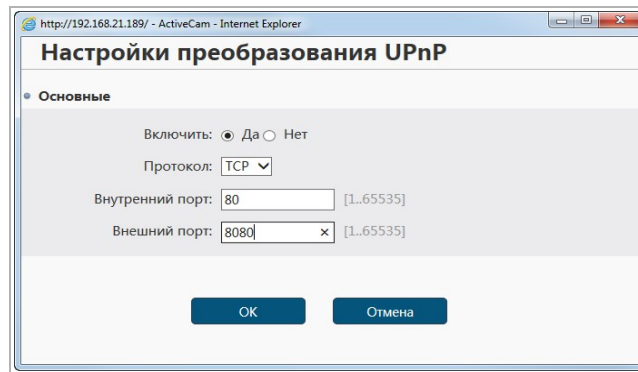 http://192.168.21.189/ - ActiveCam - Internet Explorer
Настройки преобразования UPnP
Основные
Включить: Да Нет
Протокол: TCP
Внутренний порт: 80 [1..65535]
Внешний порт: 8080 [1..65535]
ОК Отмена